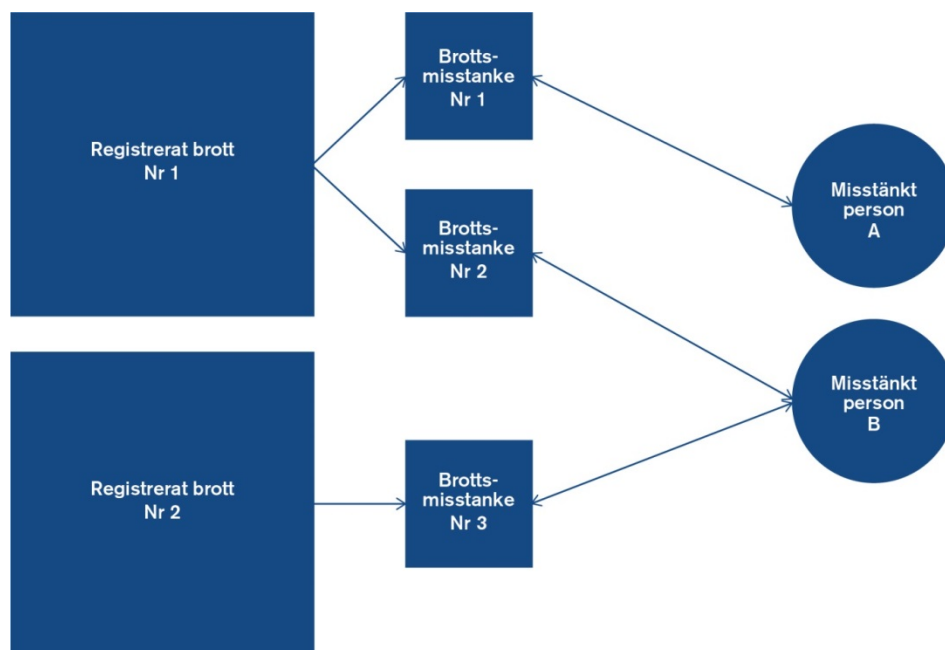 Registrerat brott
Nr 1
Brotts-
misstanke
Nr 1
Brotts-
misstanke
Nr 2
Misstänkt
person
A
Registrerat brott
Nr 2
Brotts-
misstanke
Nr 3
Misstänkt
person
B